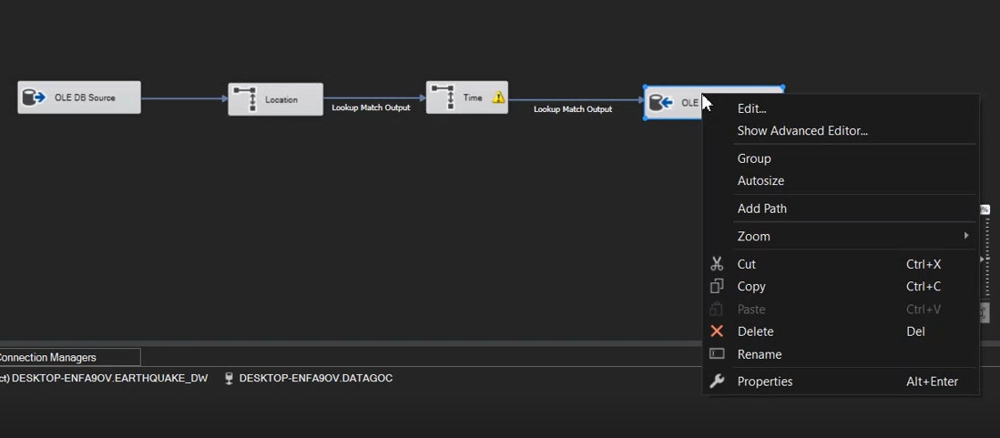 OLE DB Source
Location
Lookup Match Output
Time
Lookup Match Output
OLE
Edit...
Show Advanced Editor...
Group
Autosize
Add Path
Zoom
Cut Ctrl+X
Copy Ctrl+C
Paste Ctrl+V
Delete Del
Rename
Properties Alt+Enter
%
Connection Managers
ct) DESKTOP-ENFA9OV.EARTHQUAKE_DW
DESKTOP-ENFA9OV.DATAGOC